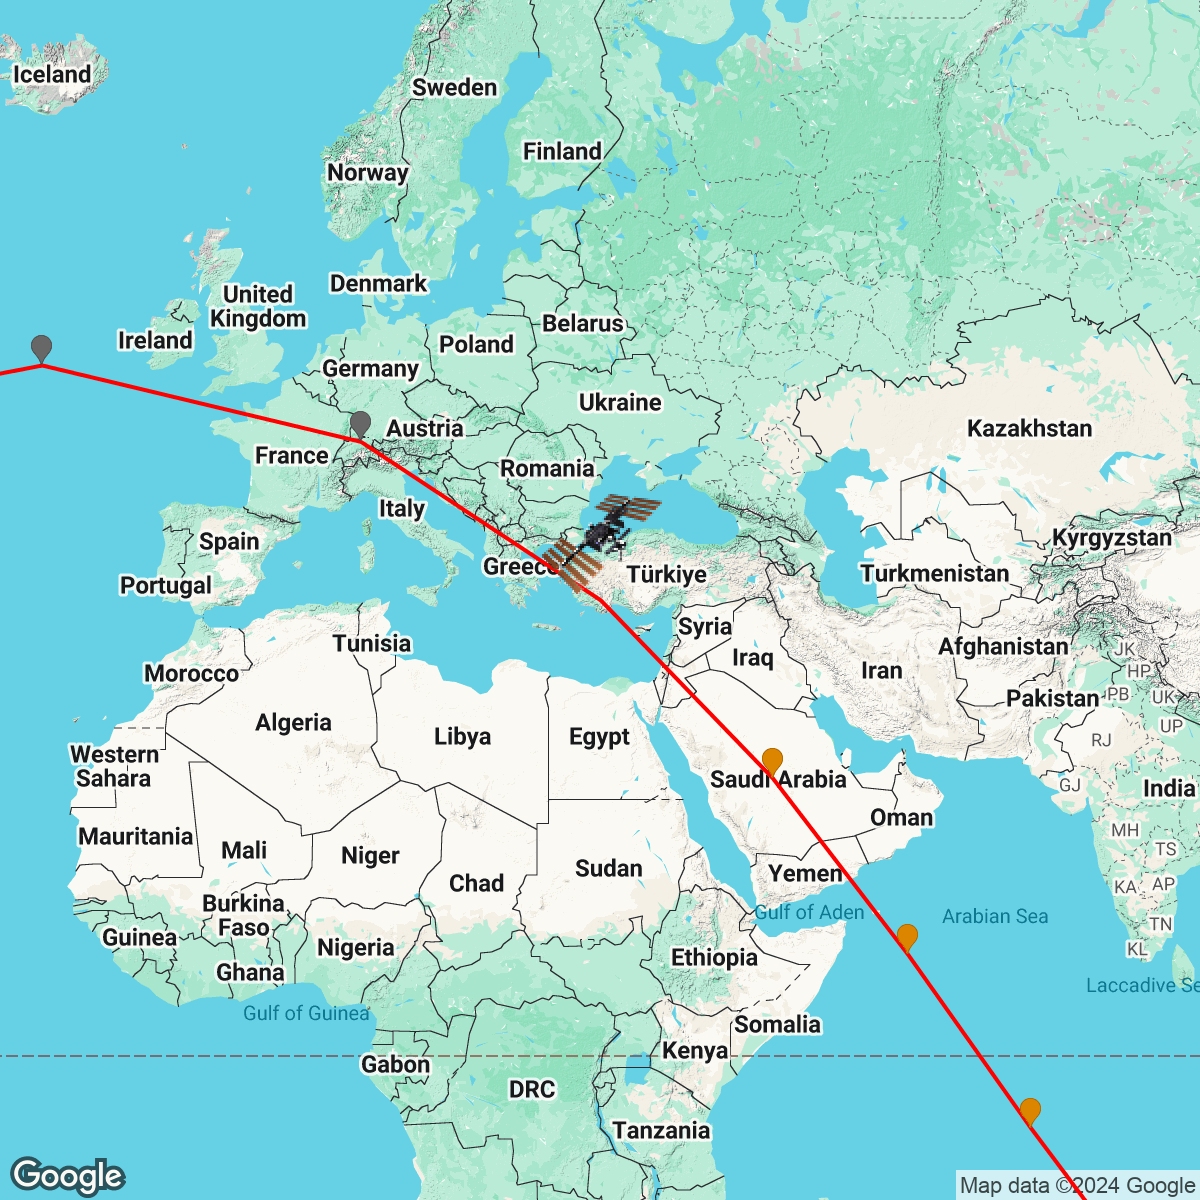 Iceland
Sweden
Finland
Norway
Denmark
United
Kingdom
Ireland
Belarus
Poland
Germany
Ukraine
Austria
Kazakhstan
France
Romania
Italy
Spain
Kyrgyzstan
Greece
Türkiye
Turkmenistan
Portugal
Syria
Tunisia
Afghanistan
JK
Iraq
Iran
HP
Morocco
PB
UK
Pakistan
Algeria
Libya
Egypt
UP
RJ
Western
Sahara
Saudi Arabia
GJ
India
Oman
Mauritania
MH
Mali
Niger
TS
Sudan
Yemen
Chad
KA
AP
Burkina
Faso
Gulf of Aden
Arabian Sea
TN
Guinea
Nigeria
KL
Ethiopia
Ghana
Laccadive Se
Gulf of Guinea
Somalia
Kenya
Gabon
DRC
Tanzania
Google
Map data ©2024 Google